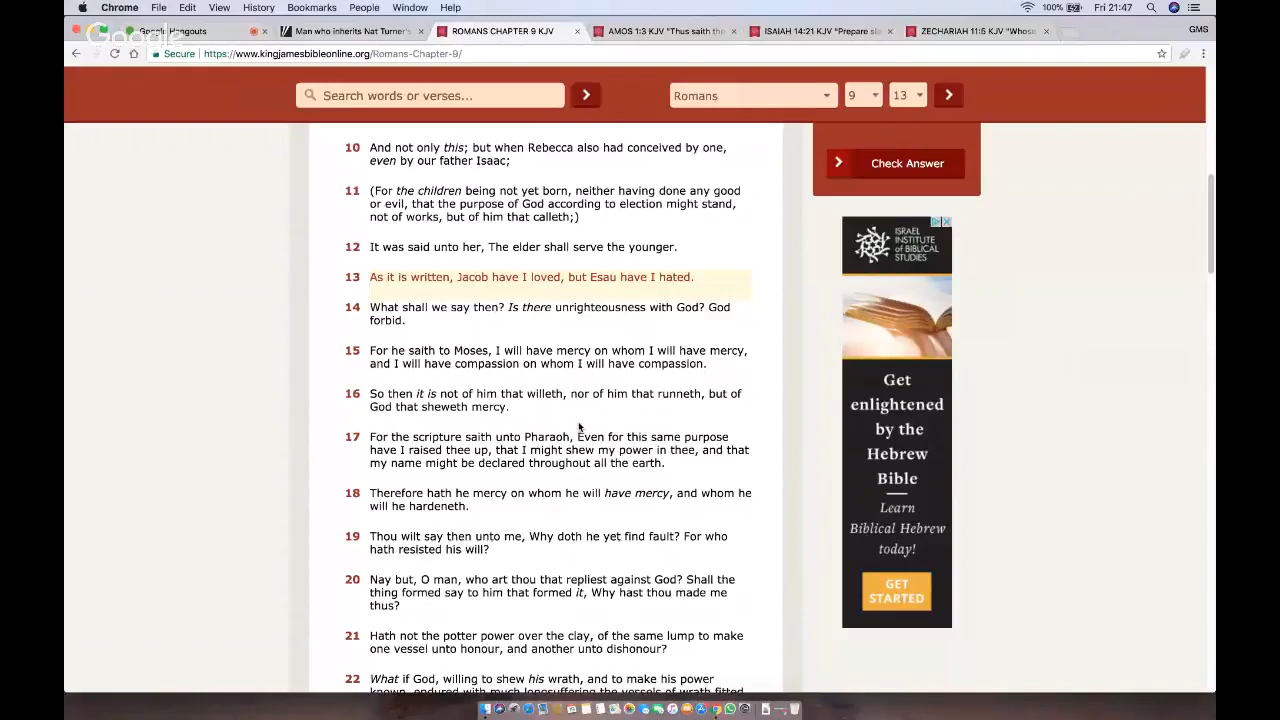 Chrome File Edit View History Bookmarks People Window Help 100% Fri 21:47
Google Hangouts Man who inherits Nat Turner's ROMANS CHAPTER 9 KJV AMOS 1:3 KJV "Thus saith the ISAIAH 14:21 KJV "Prepare sla ZECHARIAH 11:5 KJV "Whose GMS
Google
Secure https://www.kingjamesbibleonline.org/Romans-Chapter-9/
Search words or verses... Romans 9 13
Check Answer
10 And not only this; but when Rebecca also had conceived by one,
even by our father Isaac;
11 (For the children being not yet born, neither having done any good
or evil, that the purpose of God according to election might stand,
not of works, but of him that calleth;)
12 It was said unto her, The elder shall serve the younger.
13 As it is written, Jacob have I loved, but Esau have I hated.
14 What shall we say then? Is there unrighteousness with God? God
forbid.
15 For he saith to Moses, I will have mercy on whom I will have mercy,
and I will have compassion on whom I will have compassion.
16 So then it is not of him that willeth, nor of him that runneth, but of
God that sheweth mercy.
17 For the scripture saith unto Pharaoh, Even for this same purpose
have I raised thee up, that I might shew my power in thee, and that
my name might be declared throughout all the earth.
18 Therefore hath he mercy on whom he will have mercy, and whom he
will he hardeneth.
19 Thou wilt say then unto me, Why doth he yet find fault? For who
hath resisted his will?
20 Nay but, O man, who art thou that repliest against God? Shall the
thing formed say to him that formed it, Why hast thou made me
thus?
21 Hath not the potter power over the clay, of the same lump to make
one vessel unto honour, and another unto dishonour?
22 What if God, willing to shew his wrath, and to make his power
known, endured with much longsuffering the vessels of wrath fitted
ISRAEL
INSTITUTE
OF BIBLICAL
STUDIES
Get
enlightened
by the
Hebrew
Bible
Learn
Biblical Hebrew
today!
GET
STARTED